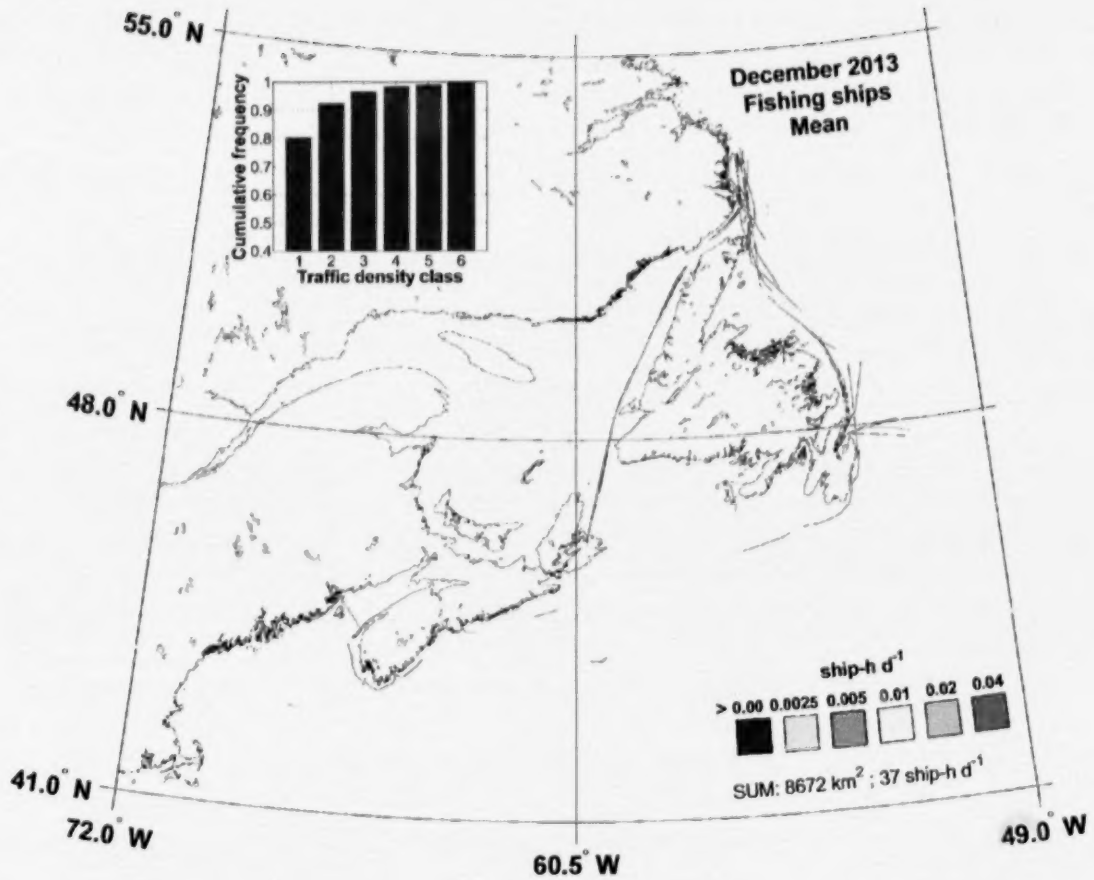 55.0° N
December 2013
Fishing ships
Mean
Cumulative frequency
1
0.9
0.8
0.7
0.6
0.5
0.4
1 2 3 4 5 6
Traffic density class
48.0° N
ship-h d⁻¹
> 0.00 0.0025 0.005 0.01 0.02 0.04
SUM: 8672 km² ; 37 ship-h d⁻¹
41.0° N
72.0° W
60.5° W
49.0° W